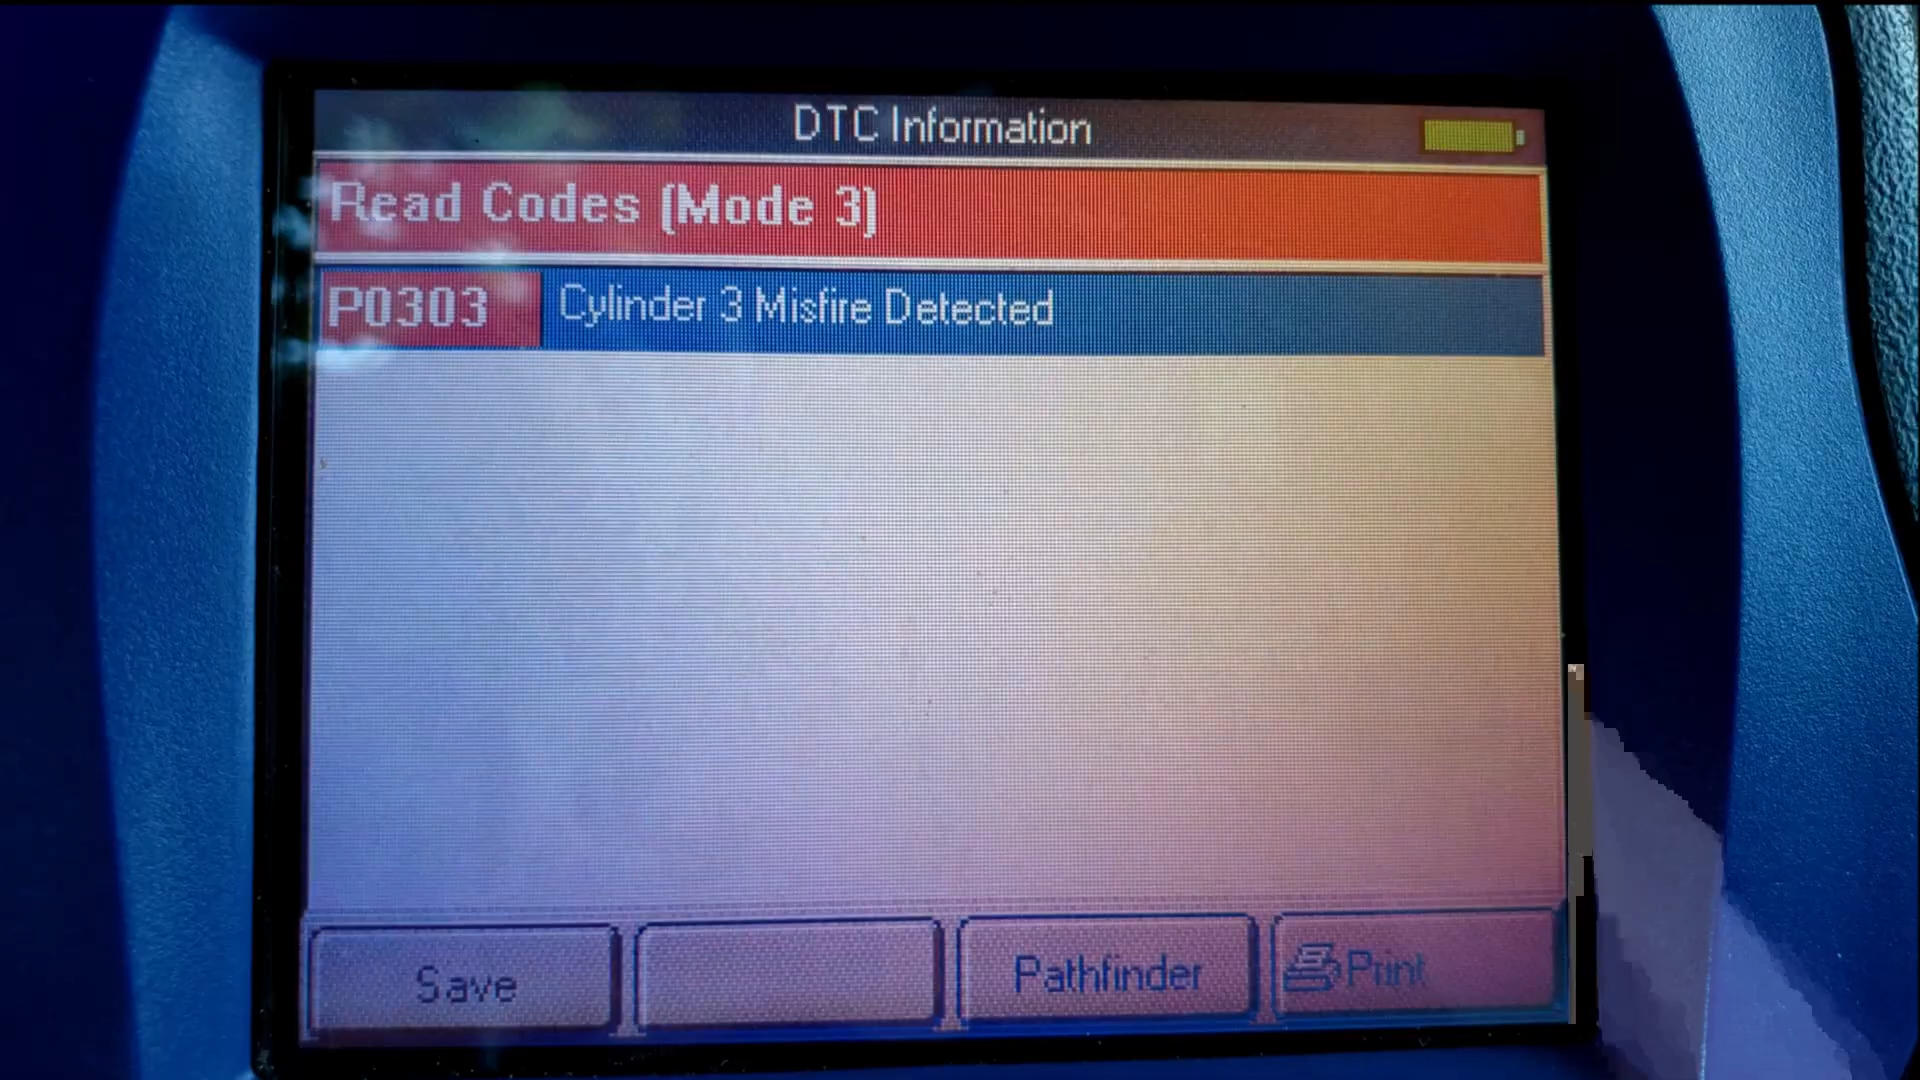 DTC Information
Read Codes (Mode 3)
P0303 Cylinder 3 Misfire Detected
Save Pathfinder Print